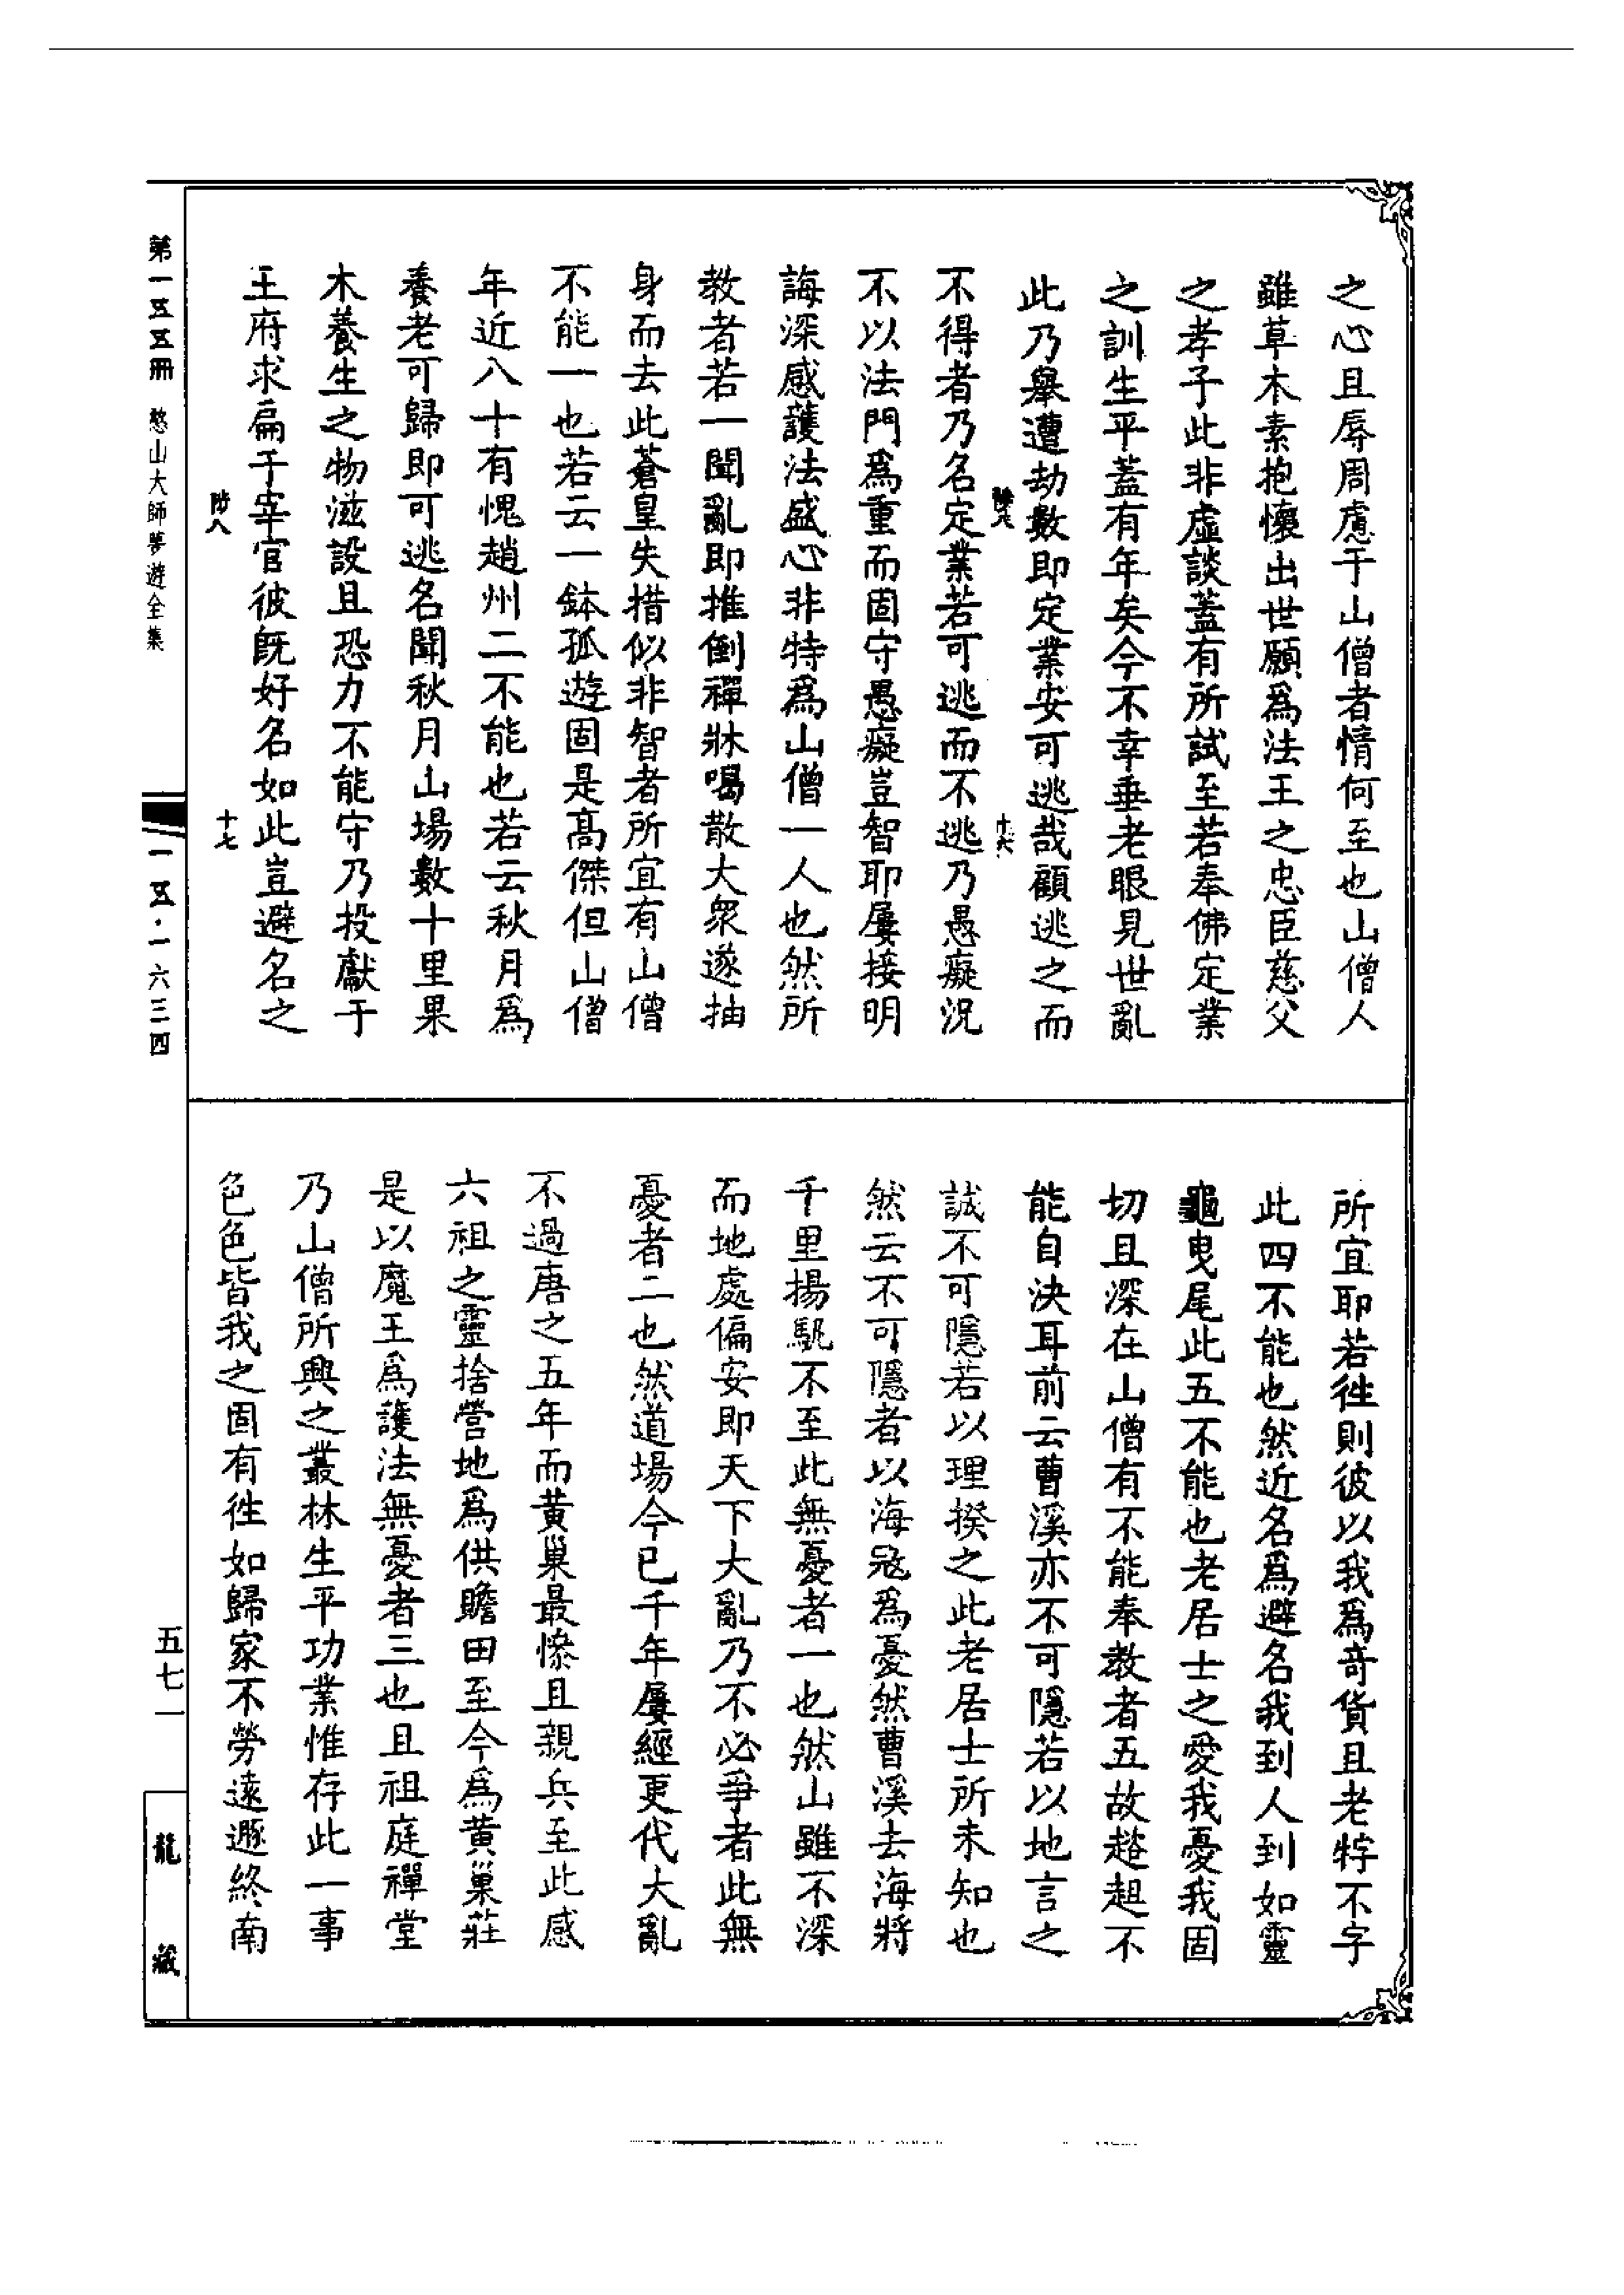 之心且辱周慮于山僧者情何至也山僧人
雖草木素抱懷出世願爲法王之忠臣慈父
之孝子此非虛談蓋有所試至若奉佛定業
之訓生平蓋有年矣今不幸垂老眼見世亂
此乃舉遭劫數即定業安可逃哉顧逃之而
十六
不得者乃名定業若可逃而不逃乃愚癡況
不以法門爲重而固守愚癡豈智耶屢接明
誨深感護法盛心非特爲山僧一人也然所
教者若一聞亂即推倒禪牀喝散大眾遂抽
身而去此蒼皇失措似非智者所宜有山僧
不能一也若云一鉢孤遊固是高傑但山僧
年近八十有愧趙州二不能也若云秋月爲
養老可歸即可逃名聞秋月山場數十里果
木養生之物滋設且恐力不能守乃投獻于
王府求扁于宰官彼既好名如此豈避名之
八
十七
所宜耶若徃則彼以我爲竒貨且老牸不字
此四不能也然近名爲避名我到人到如靈
龜曳尾此五不能也老居士之愛我憂我固
切且深在山僧有不能奉教者五故趦趄不
能自決耳前云曹溪亦不可隱若以地言之
誠不可隱若以理揆之此老居士所未知也
然云不可隱者以海寇爲憂然曹溪去海將
千里揚颿不至此無憂者一也然山雖不深
而地處偏安即天下大亂乃不必爭者此無
憂者二也然道場今已千年屢經更代大亂
不過唐之五年而黄巢最慘且親兵至此感
六祖之靈捨營地爲供贍田至今爲黄巢莊
是以魔王爲護法無憂者三也且祖庭禪堂
乃山僧所興之叢林生平功業惟存此一事
色色皆我之固有徃如歸家不勞遠遯終南
第一五五冊 憨山大師夢遊全集
一五·一六三四
五七一
龍藏